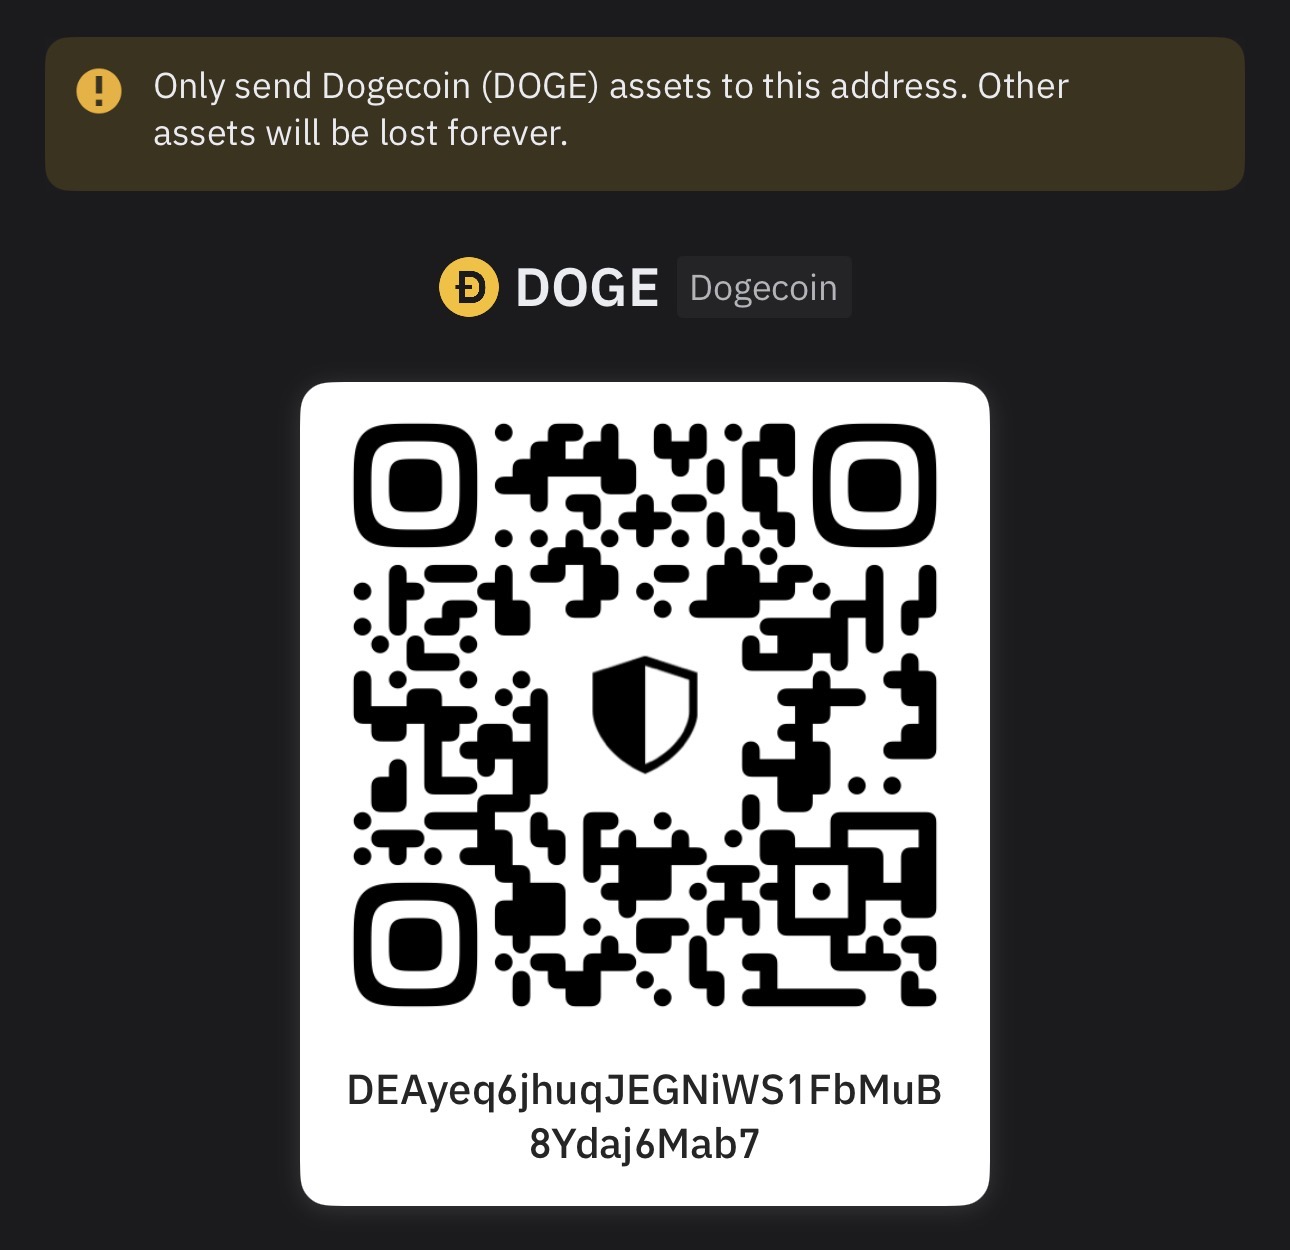 Only send Dogecoin (DOGE) assets to this address. Other
assets will be lost forever.
DOGE Dogecoin
DEAyeq6jhuqJEGNiWS1FbMuB
8Ydaj6Mab7